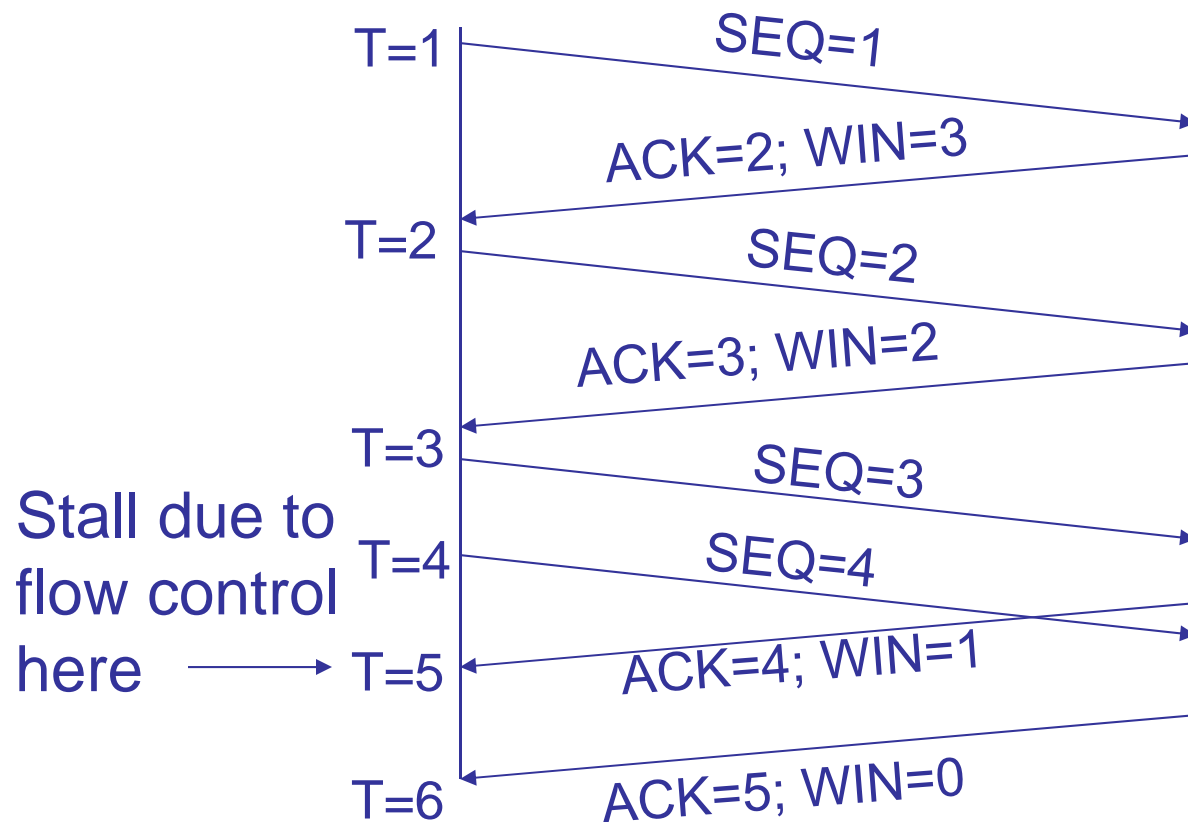 T=1
SEQ=1
ACK=2; WIN=3
T=2
SEQ=2
ACK=3; WIN=2
T=3
SEQ=3
Stall due to
flow control
here
T=4
SEQ=4
T=5
ACK=4; WIN=1
T=6
ACK=5; WIN=0